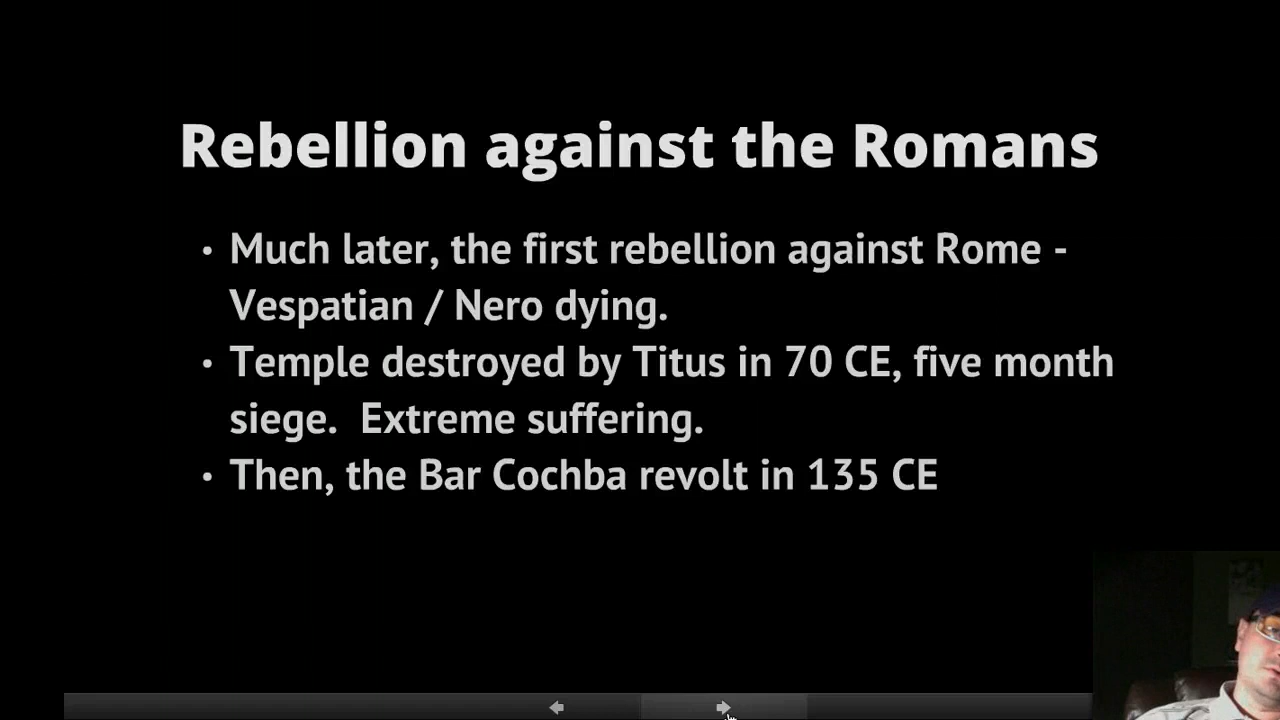 Rebellion against the Romans
• Much later, the first rebellion against Rome -
Vespatian / Nero dying.
• Temple destroyed by Titus in 70 CE, five month
siege.  Extreme suffering.
• Then, the Bar Cochba revolt in 135 CE